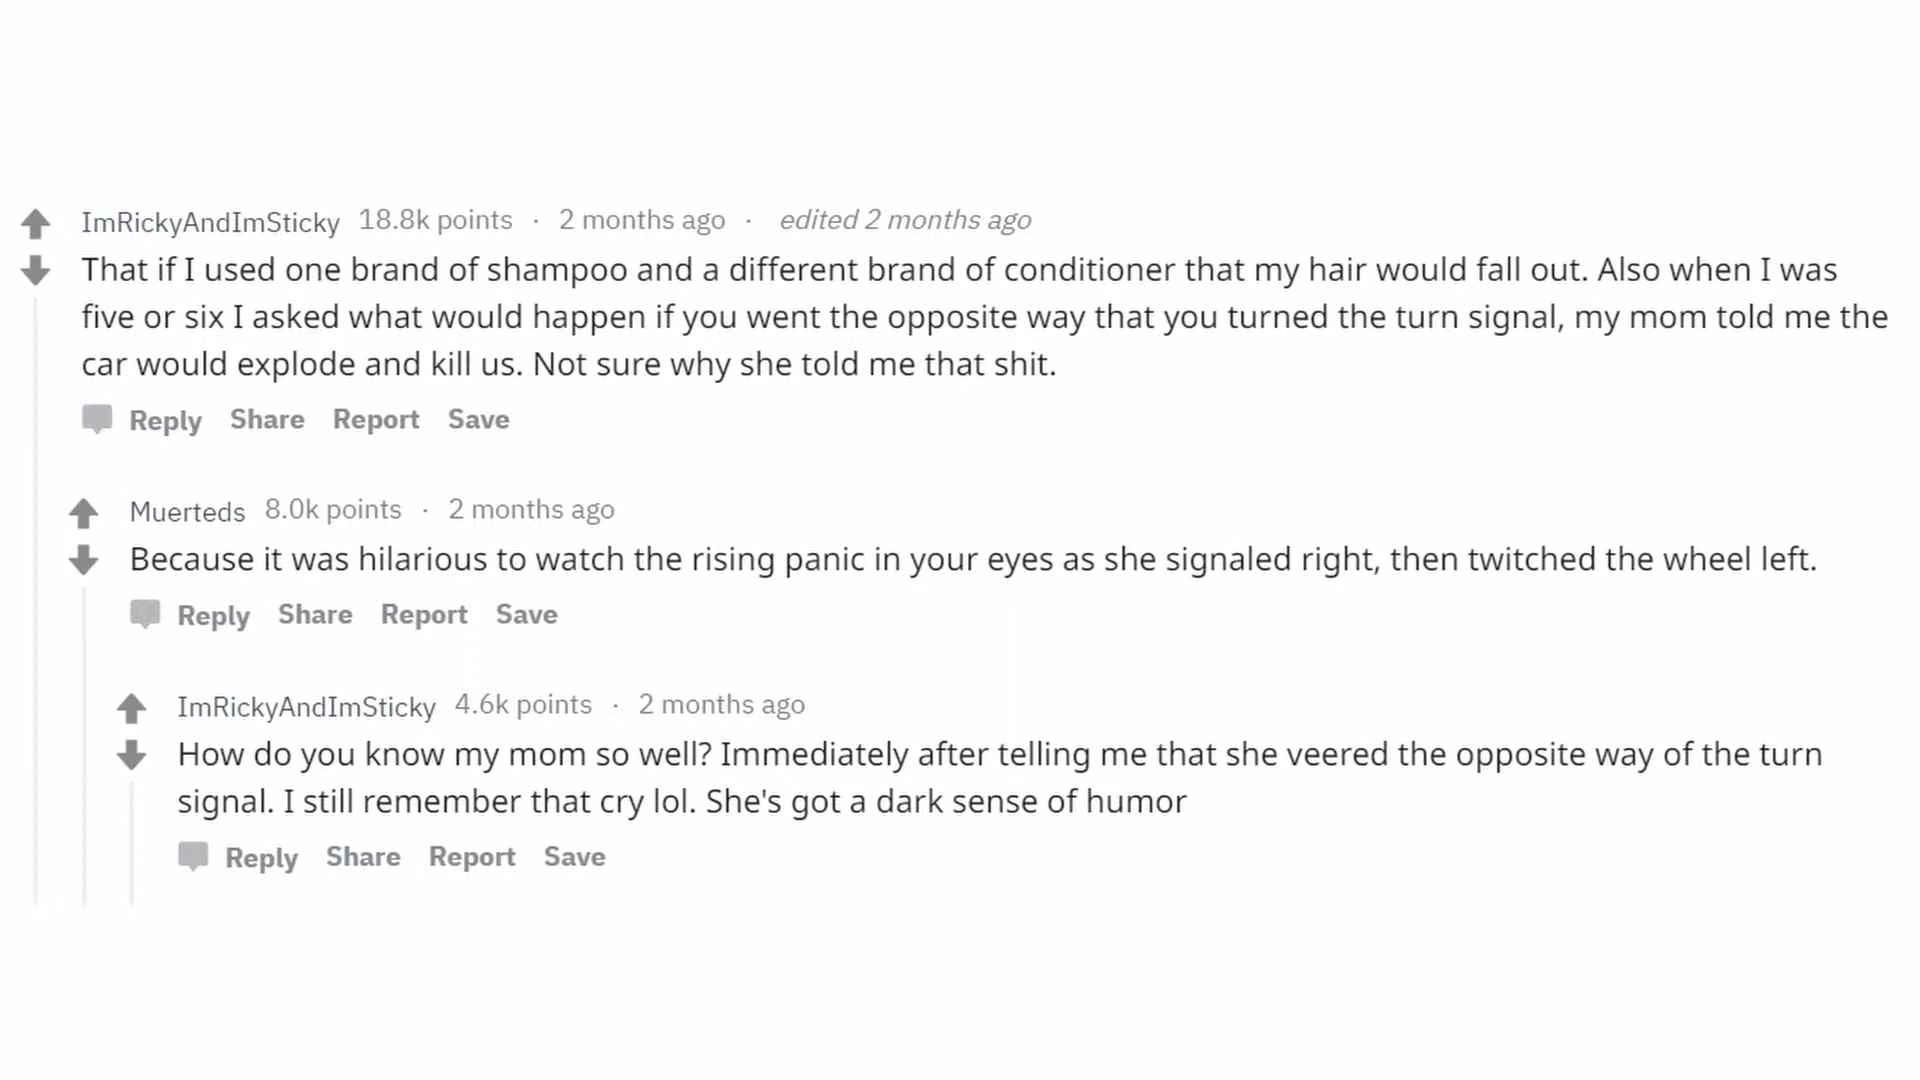 ImRickyAndImSticky 18.8k points · 2 months ago · edited 2 months ago
That if I used one brand of shampoo and a different brand of conditioner that my hair would fall out. Also when I was
five or six I asked what would happen if you went the opposite way that you turned the turn signal, my mom told me the
car would explode and kill us. Not sure why she told me that shit.
Reply Share Report Save
Muerteds 8.0k points · 2 months ago
Because it was hilarious to watch the rising panic in your eyes as she signaled right, then twitched the wheel left.
Reply Share Report Save
ImRickyAndImSticky 4.6k points · 2 months ago
How do you know my mom so well? Immediately after telling me that she veered the opposite way of the turn
signal. I still remember that cry lol. She's got a dark sense of humor
Reply Share Report Save